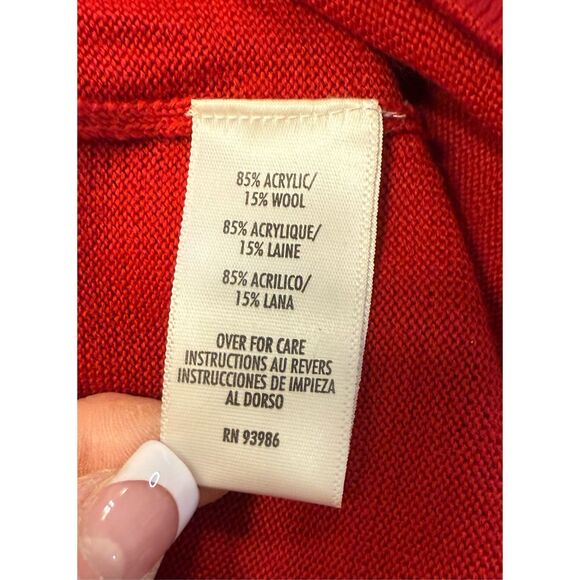 85% ACRYLIC/
15% WOOL
85% ACRYLIQUE/
15% LAINE
85% ACRILICO/
15% LANA
OVER FOR CARE
INSTRUCTIONS AU REVERS
INSTRUCCIONES DE IMPIEZA
AL DORSO
RN 93986